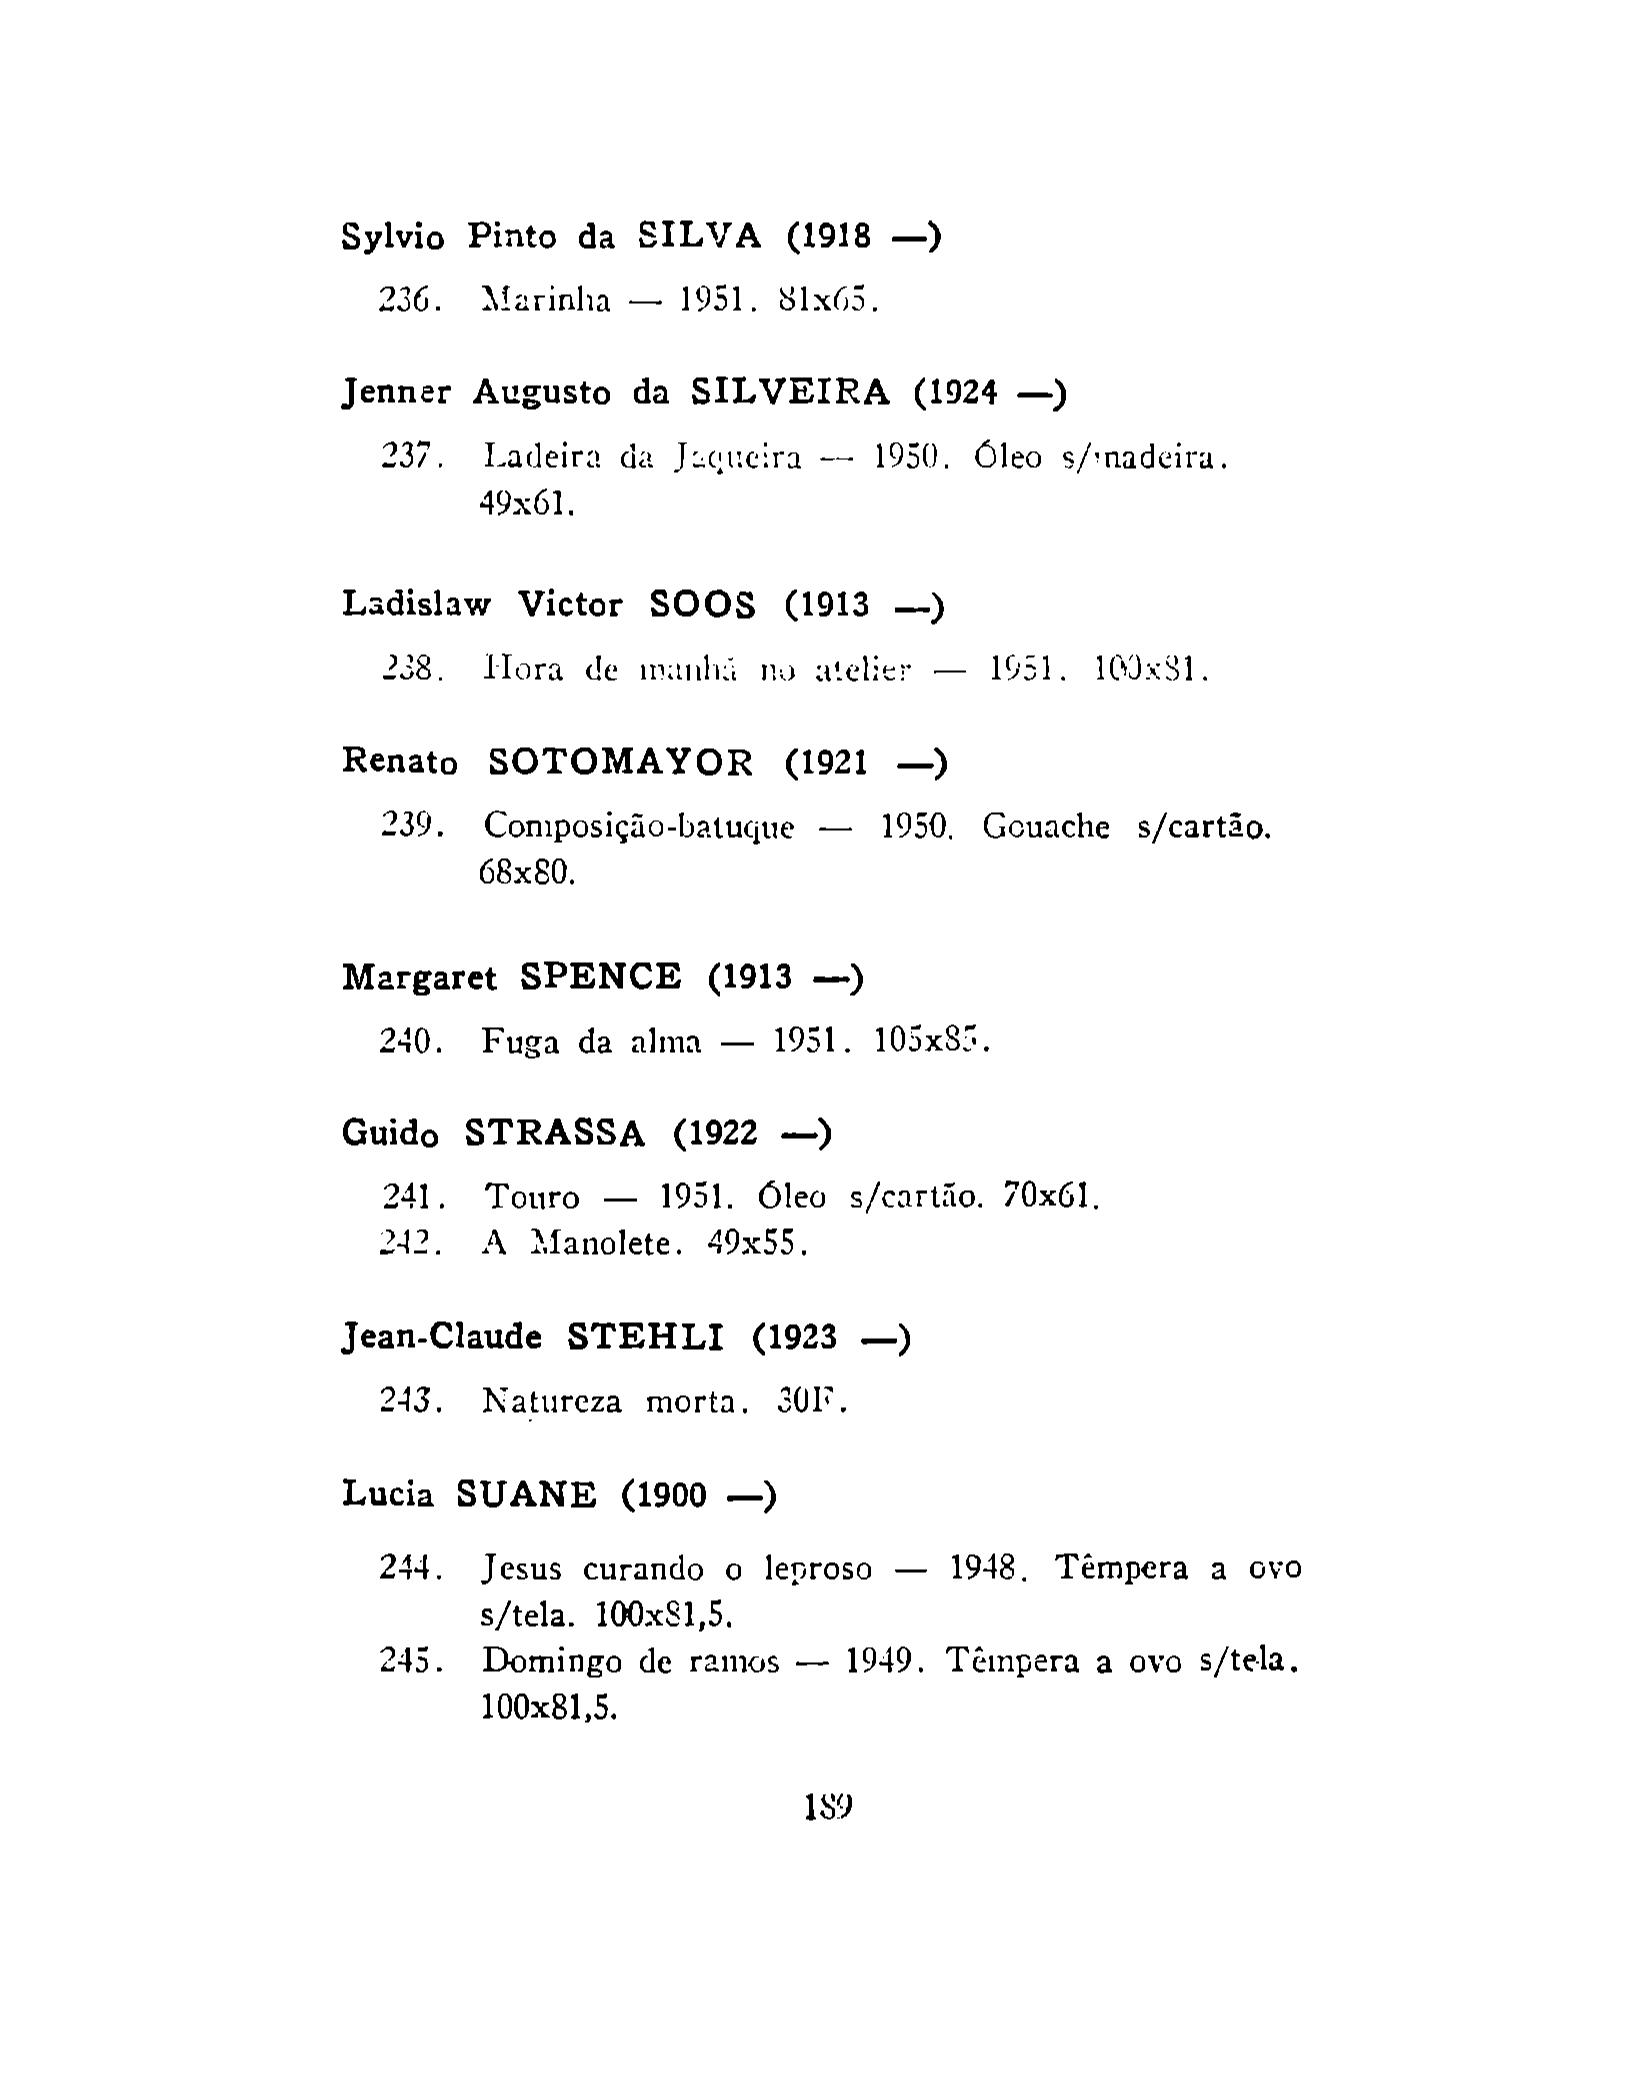 Sylvio Pinto da SILVA (1918 —)
236. Marinha — 1951. 81x65.
Jenner Augusto da SILVEIRA (1924 —)
237. Ladeira da Jaqueira — 1950. Óleo s/madeira.
49x61.
Ladislaw Victor SOOS (1913 —)
238. Hora de manhã no atelier — 1951. 100x81.
Renato SOTOMAYOR (1921 —)
239. Composição-batuque — 1950. Gouache s/cartão.
68x80.
Margaret SPENCE (1913 —)
240. Fuga da alma — 1951. 105x85.
Guido STRASSA (1922 —)
241. Touro — 1951. Óleo s/cartão. 70x61.
242. A Manolete. 49x55.
Jean-Claude STEHLI (1923 —)
243. Natureza morta. 30F.
Lucia SUANE (1900 —)
244. Jesus curando o leproso — 1948. Têmpera a ovo
s/tela. 100x81,5.
245. Domingo de ramos — 1949. Têmpera a ovo s/tela.
100x81,5.
189